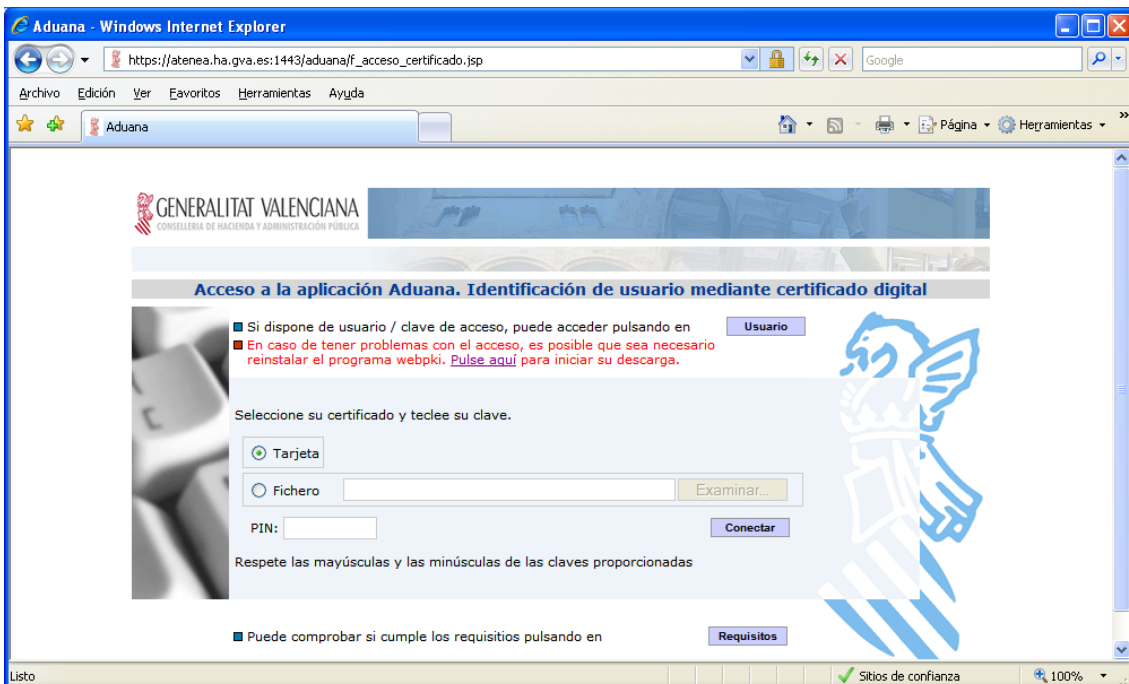 Aduana - Windows Internet Explorer
https://atenea.ha.gva.es:1443/aduana/f_acceso_certificado.jsp
Google
Archivo Edición Ver Favoritos Herramientas Ayuda
Aduana
Página
Herramientas
»
GENERALITAT VALENCIANA
CONSELLERIA DE HACIENDA Y ADMINISTRACIÓN PÚBLICA
Acceso a la aplicación Aduana. Identificación de usuario mediante certificado digital
Si dispone de usuario / clave de acceso, puede acceder pulsando en
Usuario
En caso de tener problemas con el acceso, es posible que sea necesario
reinstalar el programa webpki. Pulse aquí para iniciar su descarga.
Seleccione su certificado y teclee su clave.
Tarjeta
Fichero
Examinar...
PIN:
Conectar
Respete las mayúsculas y las minúsculas de las claves proporcionadas
Puede comprobar si cumple los requisitios pulsando en
Requisitos
Listo
Sitios de confianza
100%